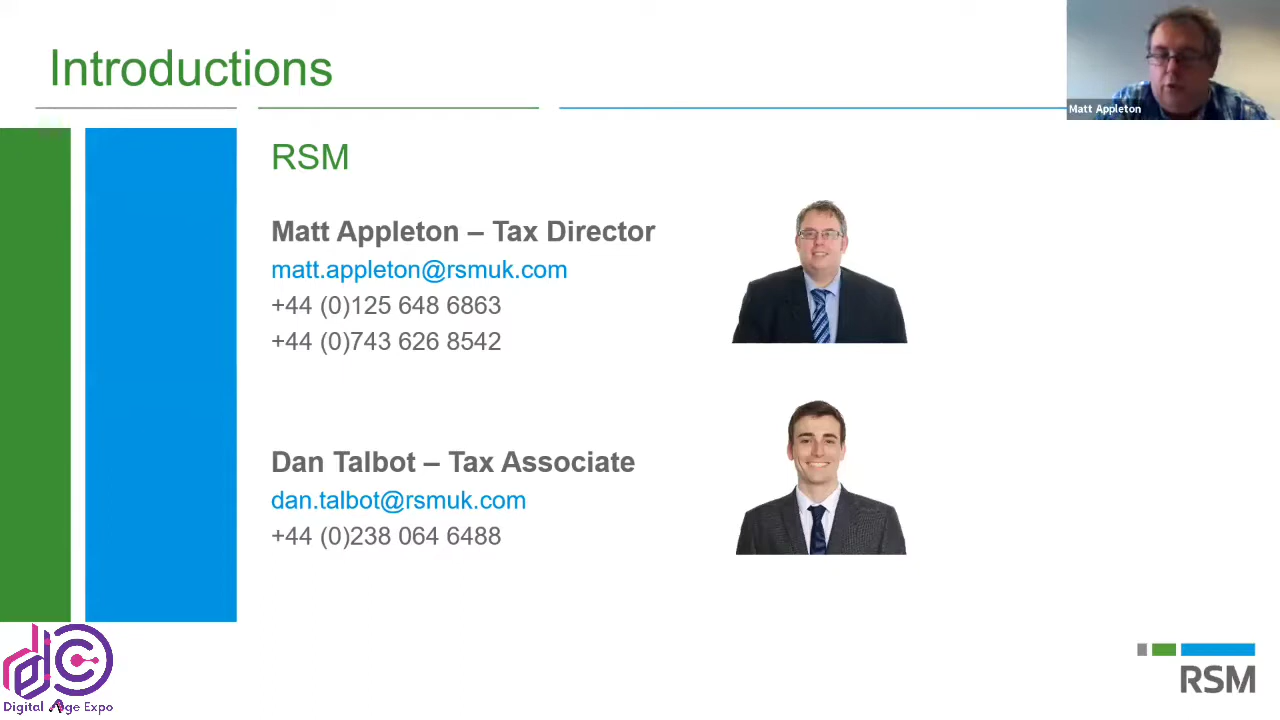 Introductions
Matt Appleton
RSM
Matt Appleton – Tax Director
matt.appleton@rsmuk.com
+44 (0)125 648 6863
+44 (0)743 626 8542
Dan Talbot – Tax Associate
dan.talbot@rsmuk.com
+44 (0)238 064 6488
Digital Age Expo
RSM